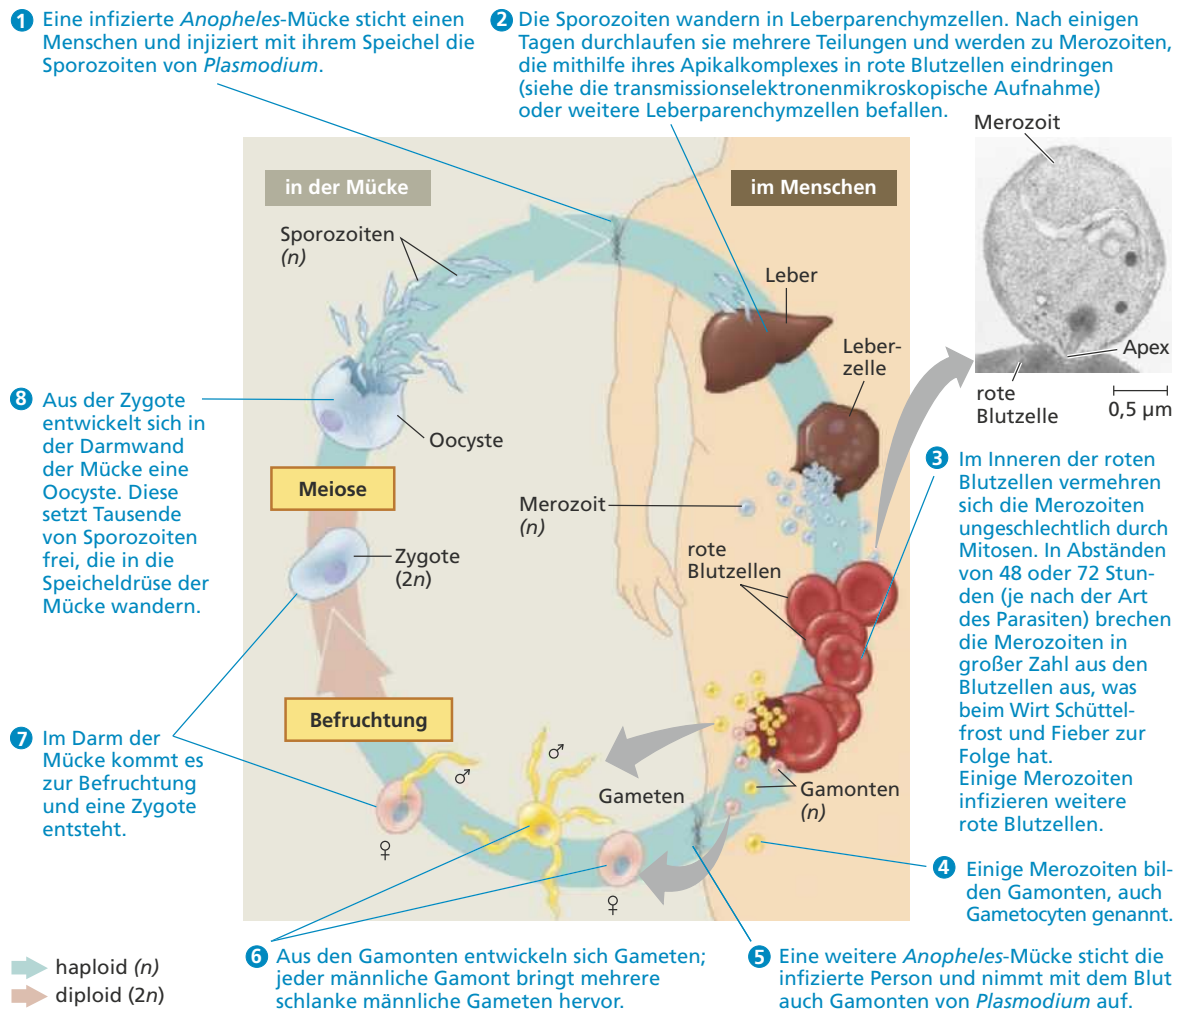 1 Eine infizierte Anopheles-Mücke sticht einen
Menschen und injiziert mit ihrem Speichel die
Sporozoiten von Plasmodium.
2 Die Sporozoiten wandern in Leberparenchymzellen. Nach einigen
Tagen durchlaufen sie mehrere Teilungen und werden zu Merozoiten,
die mithilfe ihres Apikalkomplexes in rote Blutzellen eindringen
(siehe die transmissionselektronenmikroskopische Aufnahme)
oder weitere Leberparenchymzellen befallen.
Merozoit
in der Mücke
im Menschen
Sporozoiten
(n)
Leber
Leber-
zelle
Apex
rote
Blutzelle
0,5 µm
8 Aus der Zygote
entwickelt sich in
der Darmwand
der Mücke eine
Oocyste. Diese
setzt Tausende
von Sporozoiten
frei, die in die
Speicheldrüse der
Mücke wandern.
Oocyste
Meiose
Merozoit
(n)
Zygote
(2n)
rote
Blutzellen
3 Im Inneren der roten
Blutzellen vermehren
sich die Merozoiten
ungeschlechtlich durch
Mitosen. In Abständen
von 48 oder 72 Stun-
den (je nach der Art
des Parasiten) brechen
die Merozoiten in
großer Zahl aus den
Blutzellen aus, was
beim Wirt Schüttel-
frost und Fieber zur
Folge hat.
Einige Merozoiten
infizieren weitere
rote Blutzellen.
Befruchtung
7 Im Darm der
Mücke kommt es
zur Befruchtung
und eine Zygote
entsteht.
♂
♂
Gameten
Gamonten
(n)
♀
♀
4 Einige Merozoiten bil-
den Gamonten, auch
Gametocyten genannt.
haploid (n)
diploid (2n)
6 Aus den Gamonten entwickeln sich Gameten;
jeder männliche Gamont bringt mehrere
schlanke männliche Gameten hervor.
5 Eine weitere Anopheles-Mücke sticht die
infizierte Person und nimmt mit dem Blut
auch Gamonten von Plasmodium auf.